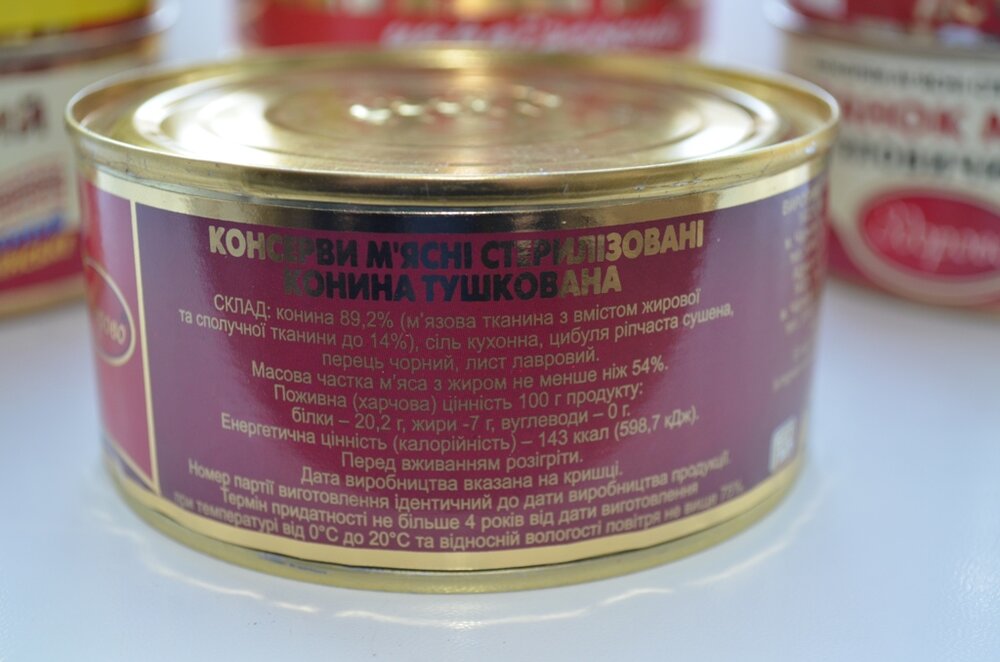 КОНСЕРВИ М'ЯСНІ СТЕРИЛІЗОВАНІ
КОНИНА ТУШКОВАНА
СКЛАД: конина 89,2% (м'язова тканина з вмістом жирової
та сполучної тканини до 14%), сіль кухонна, цибуля ріпчаста сушена,
перець чорний, лист лавровий.
Масова частка м'яса з жиром не менше ніж 54%.
Поживна (харчова) цінність 100 г продукту:
білки – 20,2 г, жири -7 г, вуглеводи – 0 г.
Енергетична цінність (калорійність) – 143 ккал (598,7 кДж).
Перед вживанням розігріти.
Дата виробництва вказана на кришці.
Номер партії виготовлення ідентичний до дати виробництва продукції.
Термін придатності не більше 4 років від дати виготовлення
при температурі від 0°С до 20°С та відносній вологості повітря не вище 75%